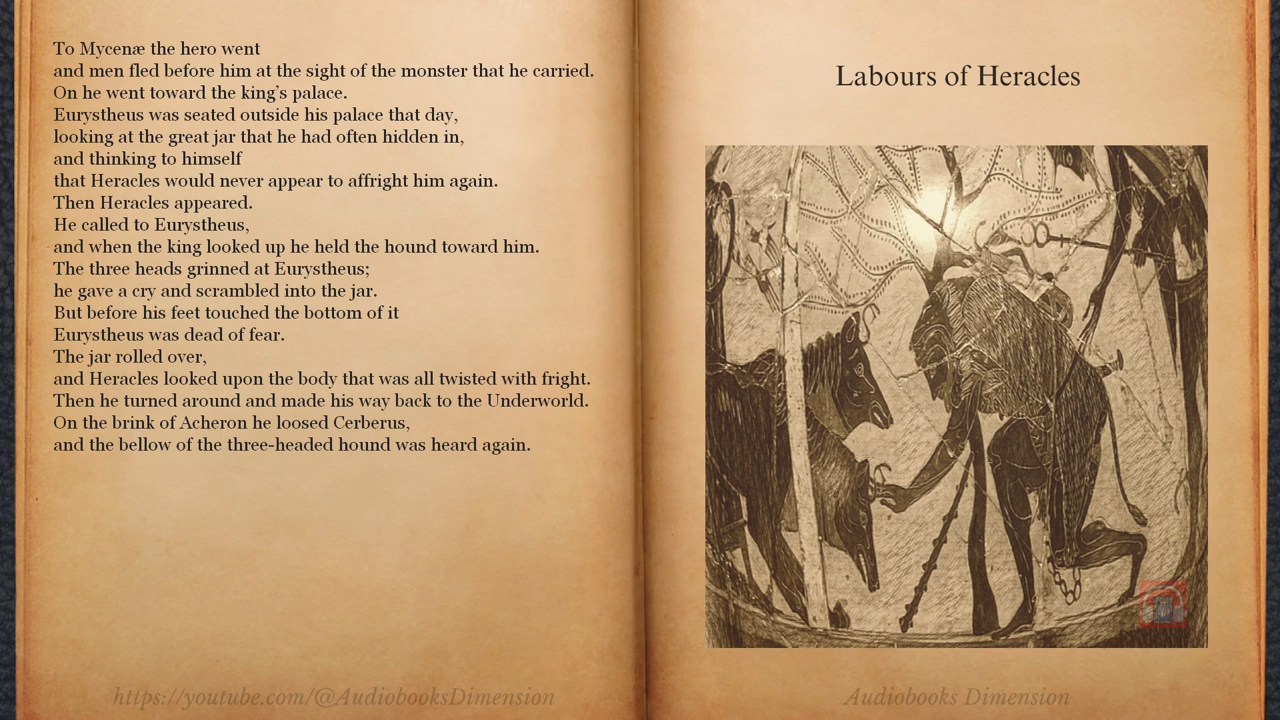 To Mycenæ the hero went
and men fled before him at the sight of the monster that he carried.
On he went toward the king’s palace.
Eurystheus was seated outside his palace that day,
looking at the great jar that he had often hidden in,
and thinking to himself
that Heracles would never appear to affright him again.
Then Heracles appeared.
He called to Eurystheus,
and when the king looked up he held the hound toward him.
The three heads grinned at Eurystheus;
he gave a cry and scrambled into the jar.
But before his feet touched the bottom of it
Eurystheus was dead of fear.
The jar rolled over,
and Heracles looked upon the body that was all twisted with fright.
Then he turned around and made his way back to the Underworld.
On the brink of Acheron he loosed Cerberus,
and the bellow of the three-headed hound was heard again.
https://youtube.com/@AudiobooksDimension
Labours of Heracles
Audiobooks Dimension